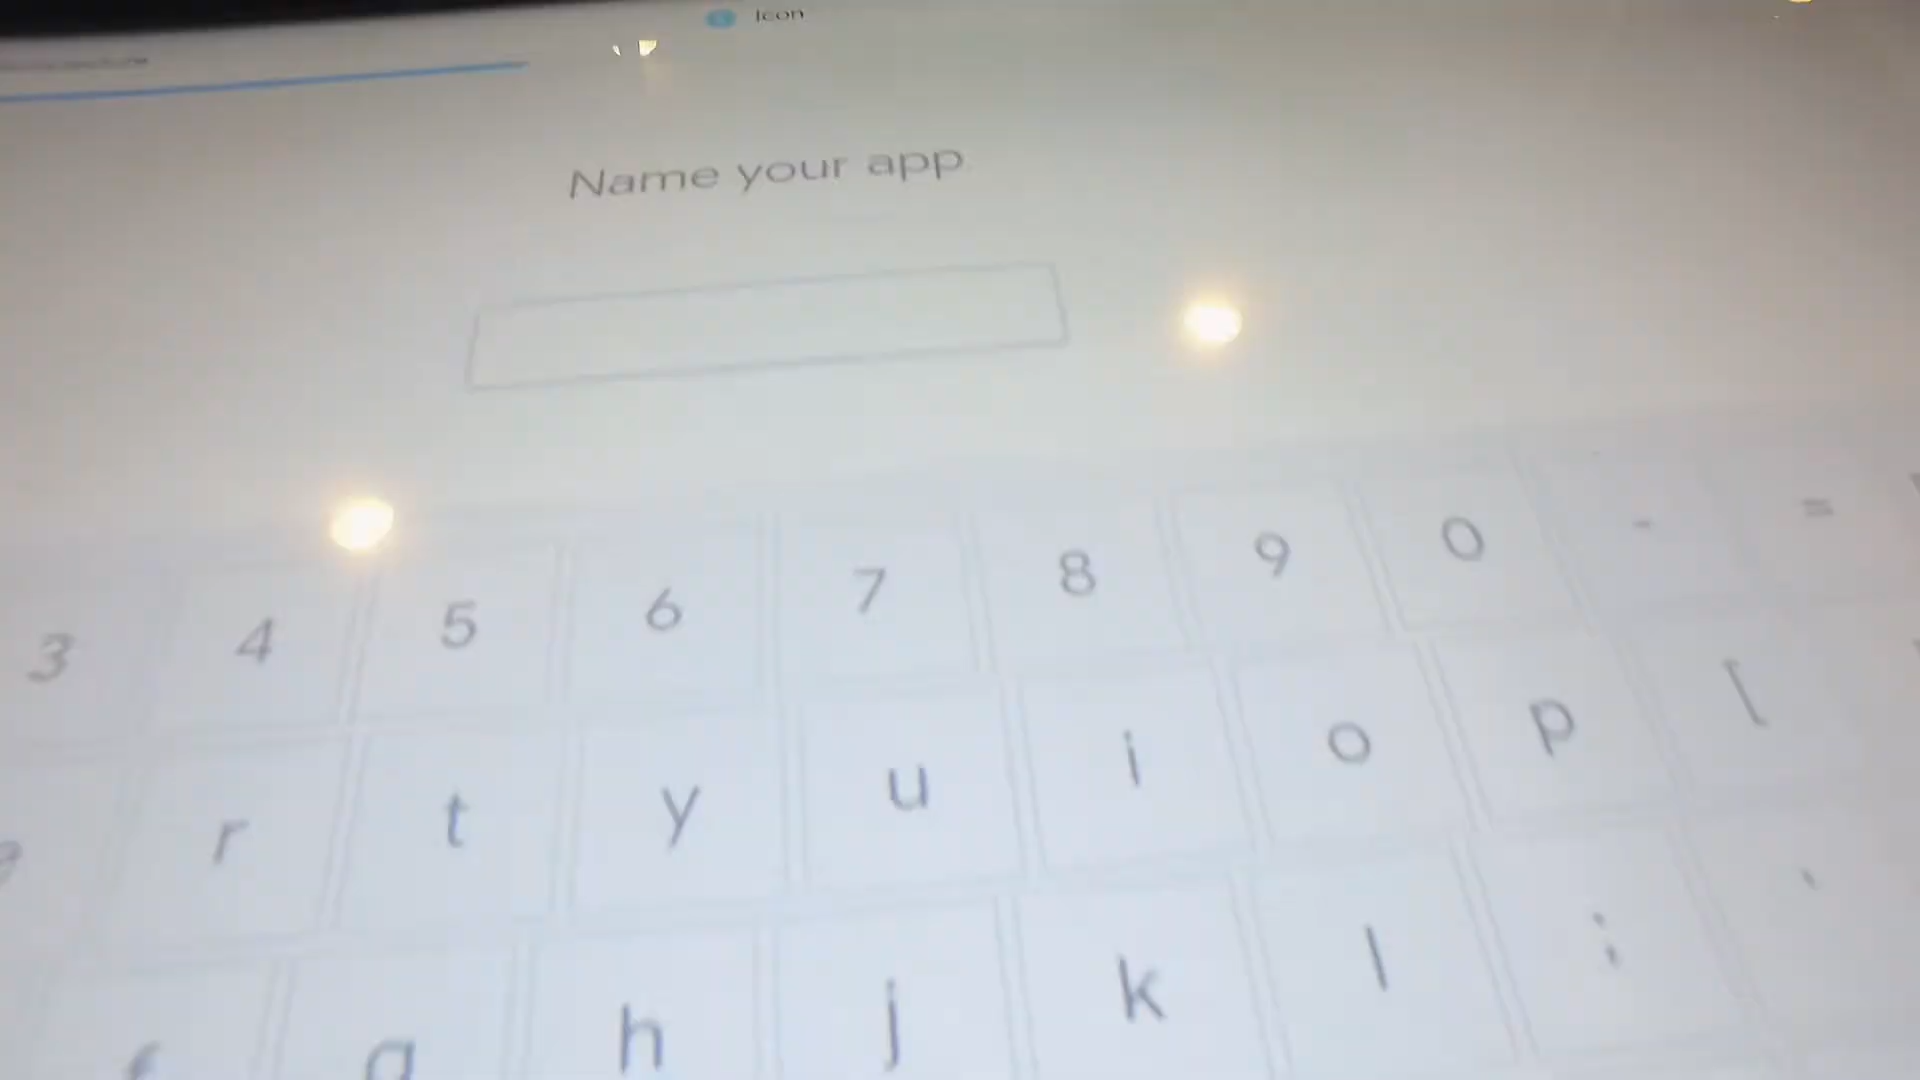 Icon
Name your app
3 4 5 6 7 8 9 0 - =
r t y u i o p [
g h j k l ; '